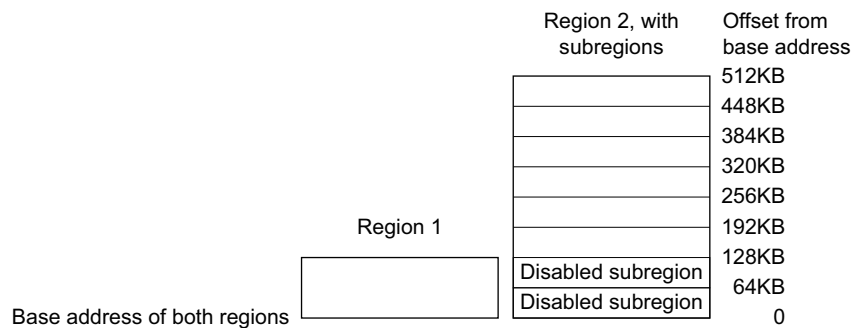 Region 2, with
subregions
Offset from
base address
512KB
448KB
384KB
320KB
256KB
192KB
Region 1
128KB
Disabled subregion
64KB
Disabled subregion
Base address of both regions
0